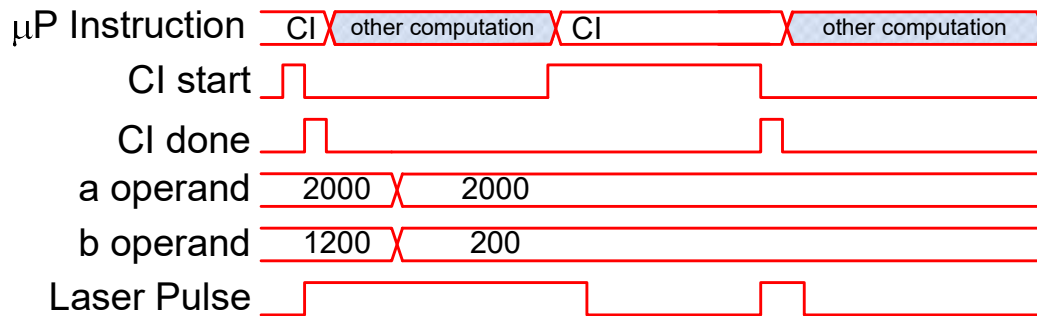 μP Instruction CI other computation CI other computation
CI start
CI done
a operand 2000 2000
b operand 1200 200
Laser Pulse